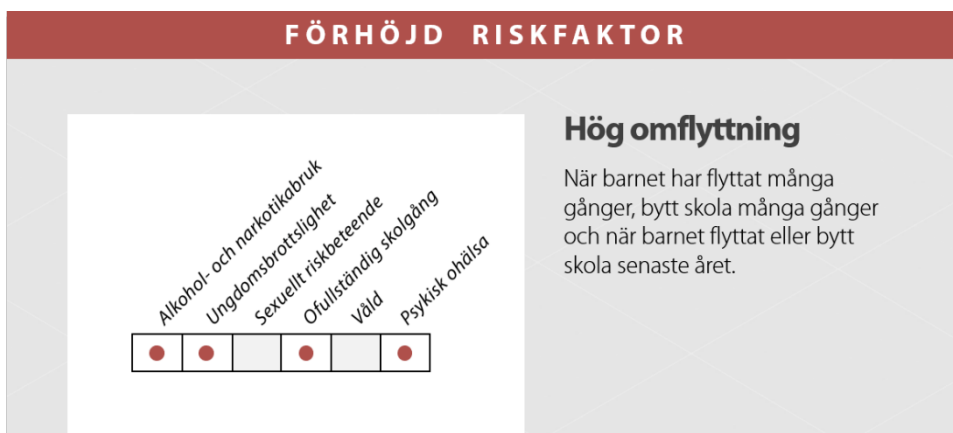 FÖRHÖJD RISKFAKTOR
Alkohol- och narkotikabruk
Ungdomsbrottslighet
Sexuellt riskbeteende
Ofullständig skolgång
Våld
Psykisk ohälsa
Hög omflyttning
När barnet har flyttat många
gånger, bytt skola många gånger
och när barnet flyttat eller bytt
skola senaste året.